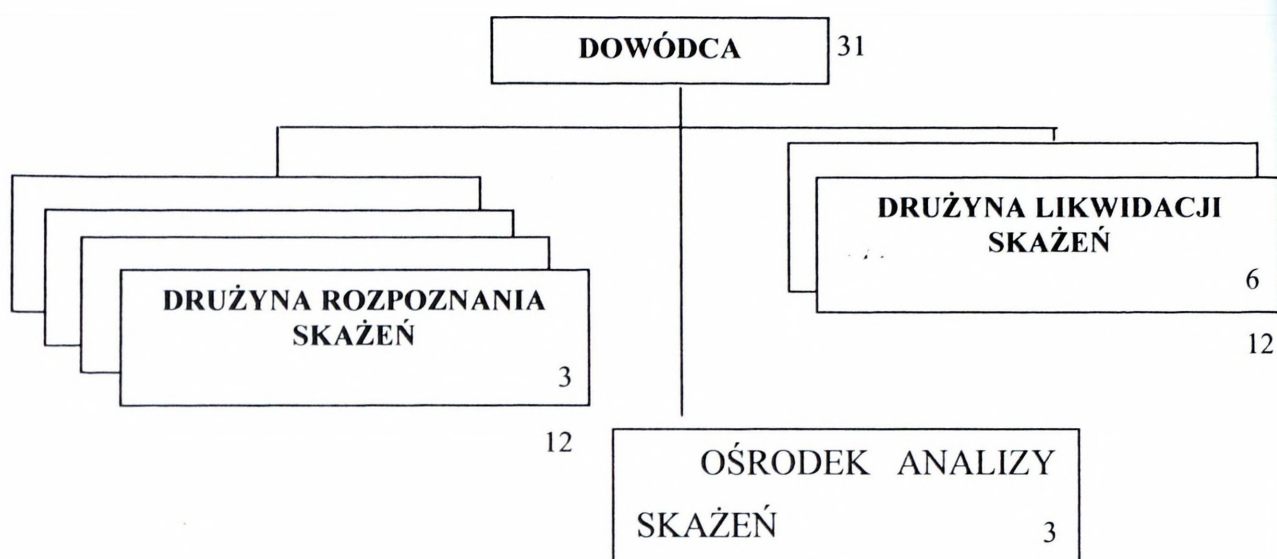 DOWÓDCA 31
DRUŻYNA ROZPOZNANIA
SKAŻEŃ
3
12
DRUŻYNA LIKWIDACJI
SKAŻEŃ
6
12
OŚRODEK ANALIZY
SKAŻEŃ 3